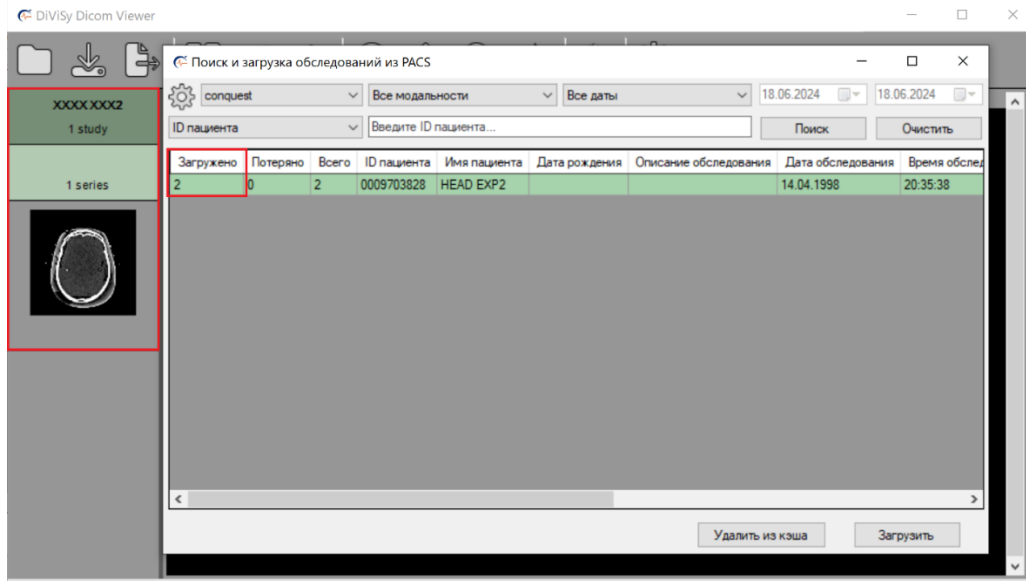 DiViSy Dicom Viewer
Поиск и загрузка обследований из PACS
XXXX XXX2
1 study
1 series
conquest
Все модальности
Все даты
18.06.2024
18.06.2024
ID пациента
Введите ID пациента...
Поиск
Очистить
Загружено Потеряно Всего ID пациента Имя пациента Дата рождения Описание обследования Дата обследования Время обслед
2 0 2 0009703828 HEAD EXP2 14.04.1998 20:35:38
Удалить из кэша
Загрузить